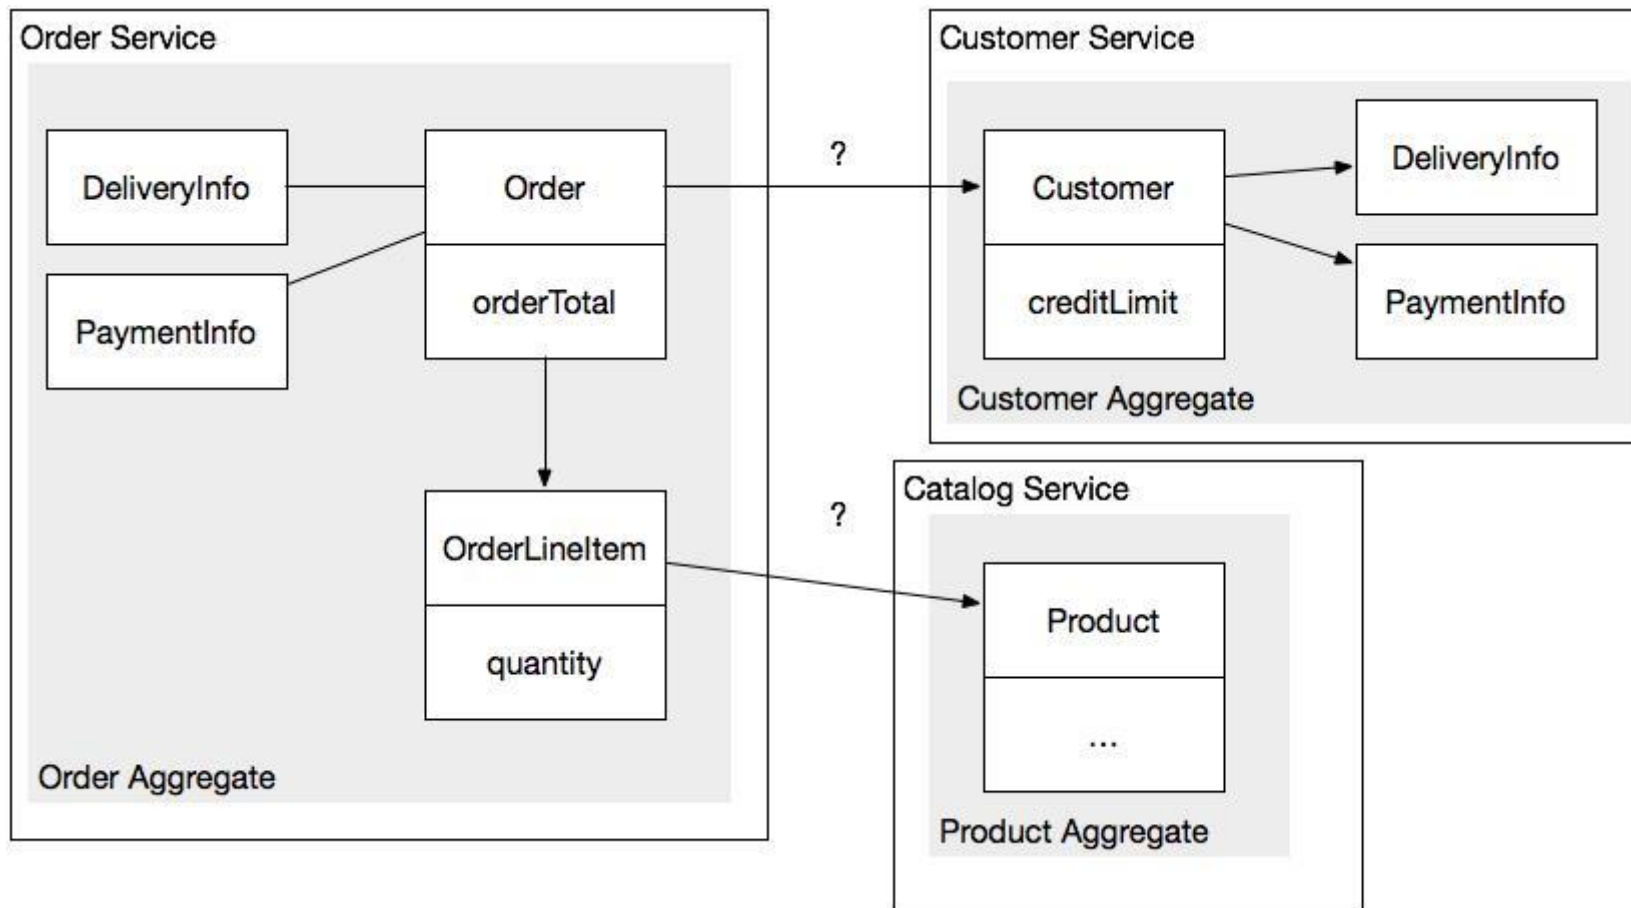 Order Service
DeliveryInfo
Order
PaymentInfo
orderTotal
OrderLineItem
quantity
Order Aggregate
?
?
Customer Service
Customer
DeliveryInfo
creditLimit
PaymentInfo
Customer Aggregate
Catalog Service
Product
...
Product Aggregate